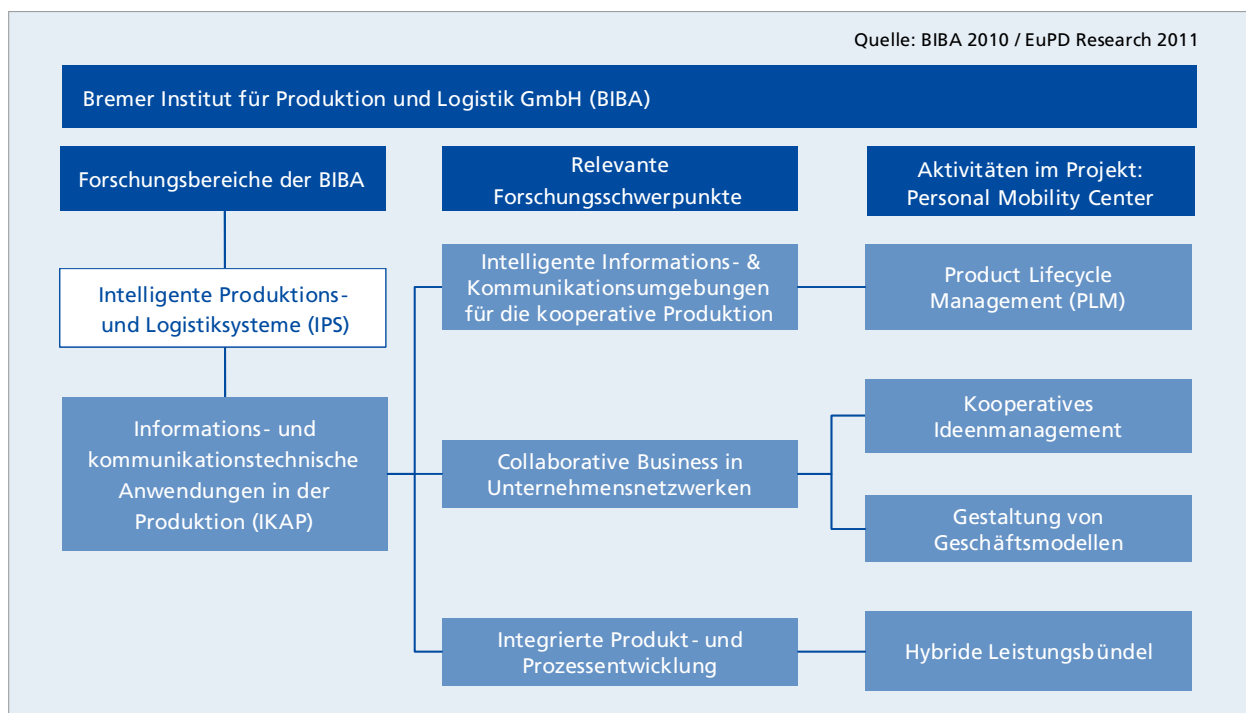 Quelle: BIBA 2010 / EuPD Research 2011
Bremer Institut für Produktion und Logistik GmbH (BIBA)
Forschungsbereiche der BIBA
Relevante
Forschungsschwerpunkte
Aktivitäten im Projekt:
Personal Mobility Center
Intelligente Produktions-
und Logistiksysteme (IPS)
Informations- und
kommunikationstechnische
Anwendungen in der
Produktion (IKAP)
Intelligente Informations- &
Kommunikationsumgebungen
für die kooperative Produktion
Collaborative Business in
Unternehmensnetzwerken
Integrierte Produkt- und
Prozessentwicklung
Product Lifecycle
Management (PLM)
Kooperatives
Ideenmanagement
Gestaltung von
Geschäftsmodellen
Hybride Leistungsbündel